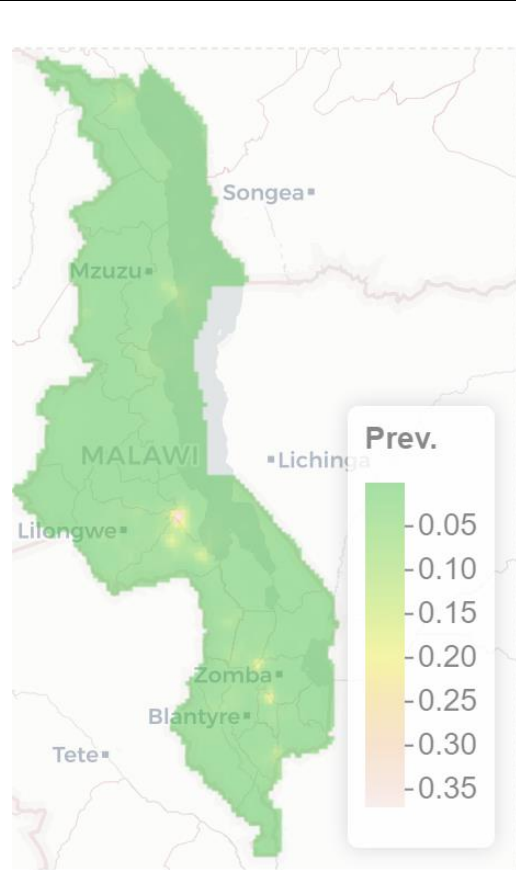 Songea
Mzuzu
MALAWI
Lichinga
Lilongwe
Zomba
Blantyre
Tete
Prev.
-0.05
-0.10
-0.15
-0.20
-0.25
-0.30
-0.35